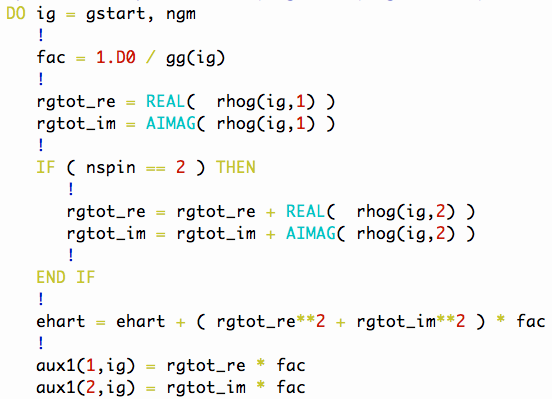 DO ig = gstart, ngm
!
fac = 1.D0 / gg(ig)
!
rgtot_re = REAL(  rhog(ig,1) )
rgtot_im = AIMAG( rhog(ig,1) )
!
IF ( nspin == 2 ) THEN
!
rgtot_re = rgtot_re + REAL(  rhog(ig,2) )
rgtot_im = rgtot_im + AIMAG( rhog(ig,2) )
!
END IF
!
ehart = ehart + ( rgtot_re**2 + rgtot_im**2 ) * fac
!
aux1(1,ig) = rgtot_re * fac
aux1(2,ig) = rgtot_im * fac